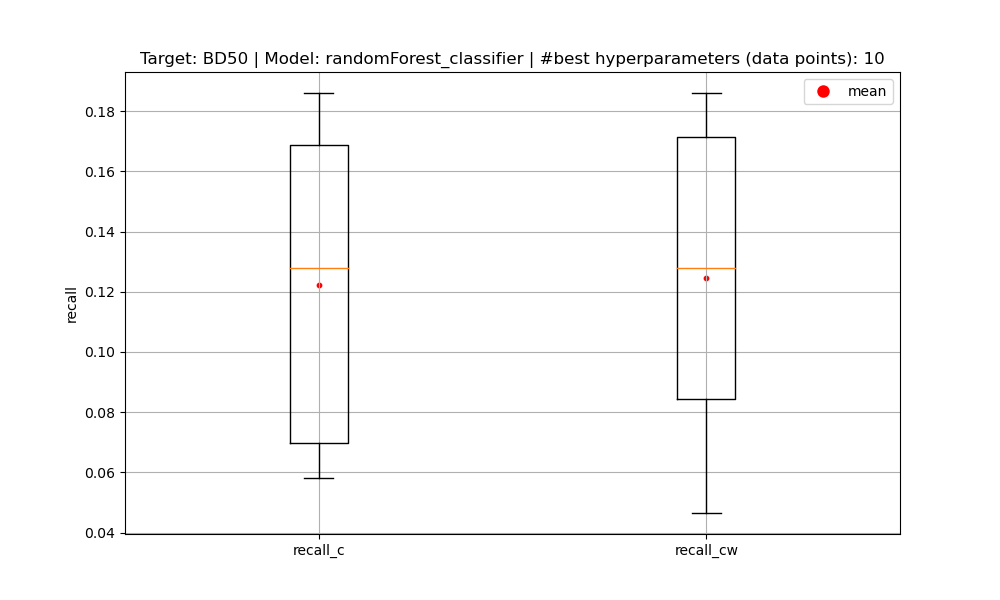 Target: BD50 | Model: randomForest_classifier | #best hyperparameters (data points): 10
mean
0.18
0.16
0.14
0.12
0.10
0.08
0.06
0.04
recall
recall_c
recall_cw